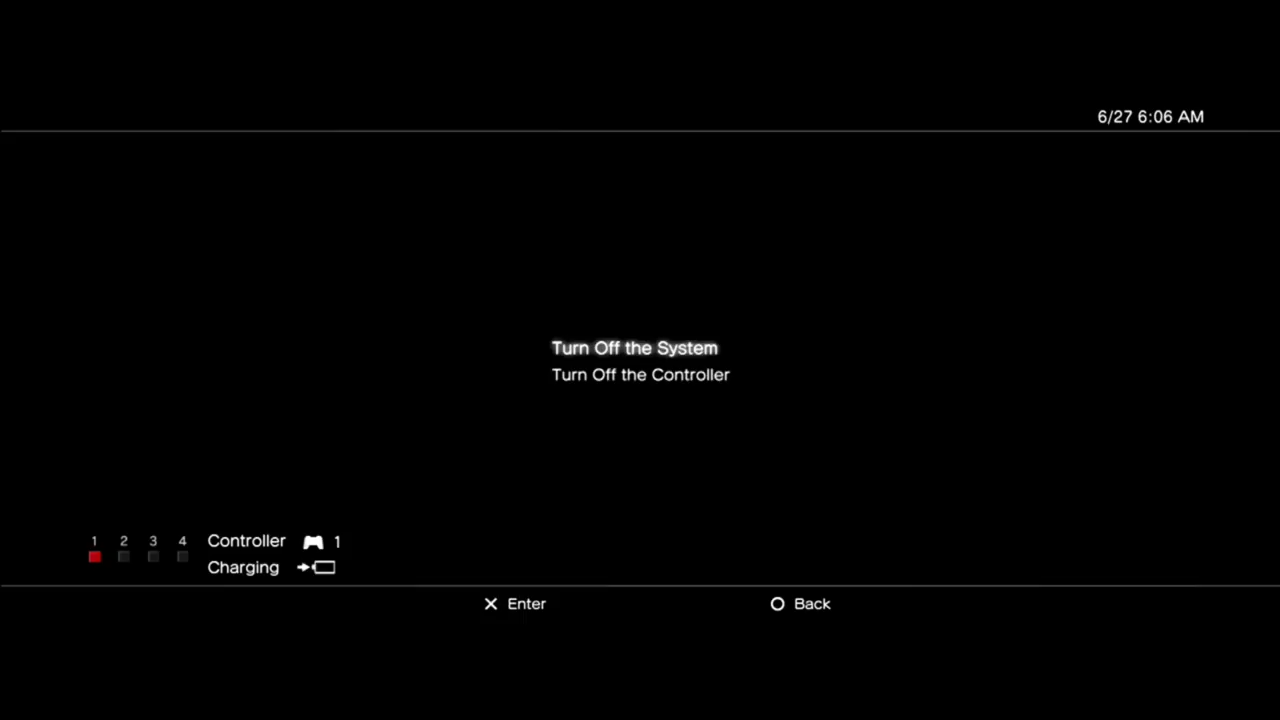 6/27 6:06 AM
Turn Off the System
Turn Off the Controller
1 2 3 4 Controller 1
Charging
Enter Back